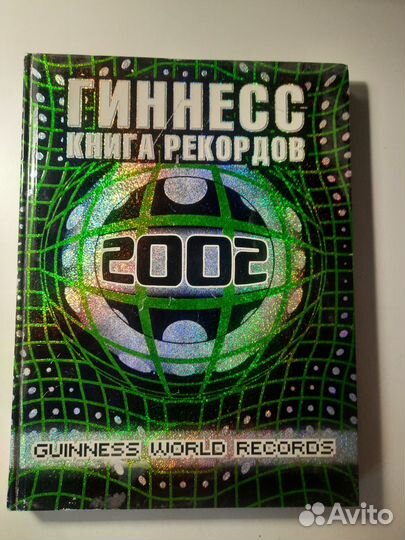 ГИННЕСС
КНИГА РЕКОРДОВ
2002
GUINNESS WORLD RECORDS
Avito